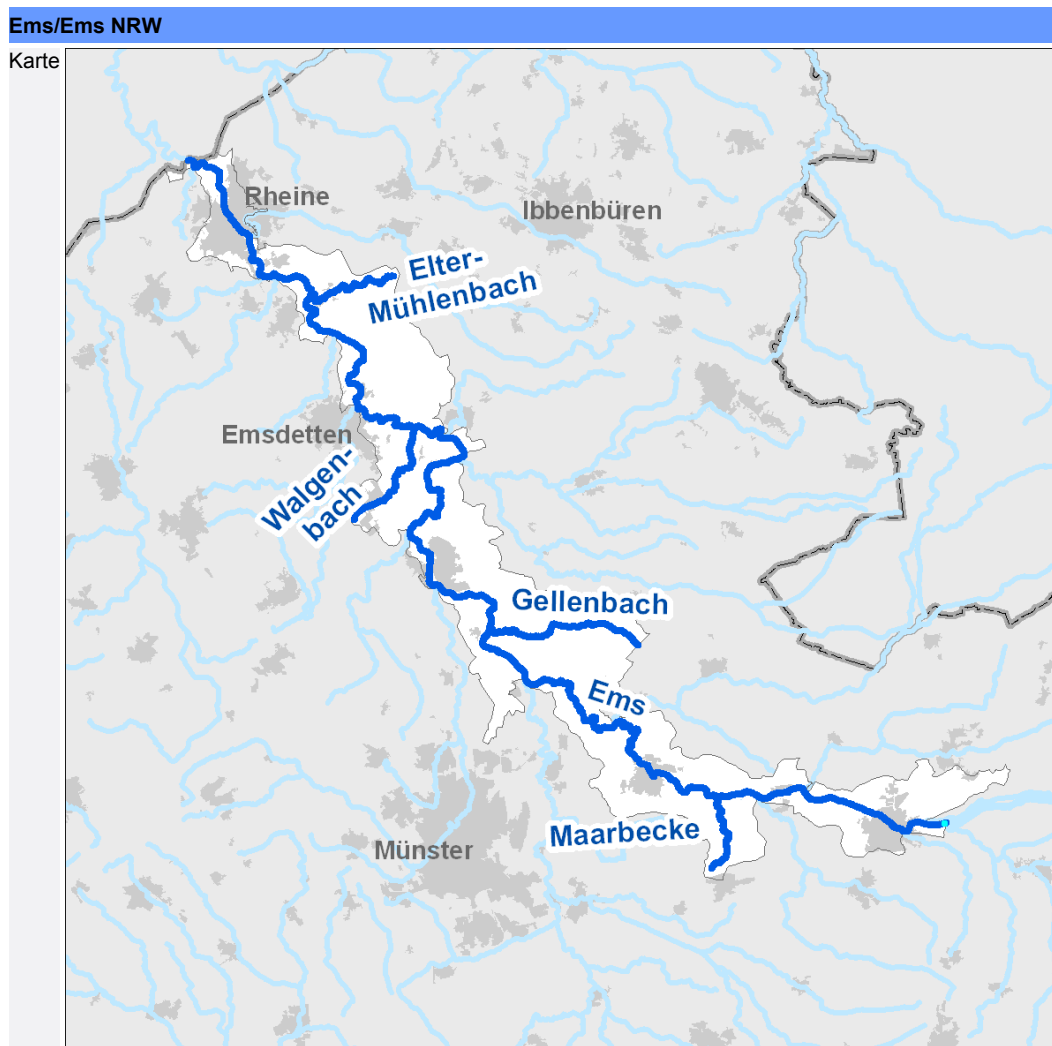 Ems/Ems NRW
Karte
Rheine
Ibbenbüren
Elter-
Mühlenbach
Emsdetten
Walgen-
bach
Gellenbach
Ems
Maarbecke
Münster